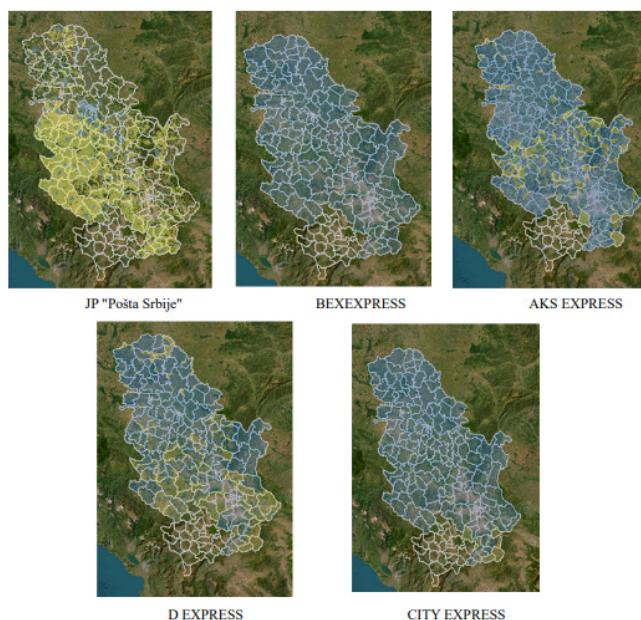 JP "Pošta Srbije"
BEXEXPRESS
AKS EXPRESS
D EXPRESS
CITY EXPRESS